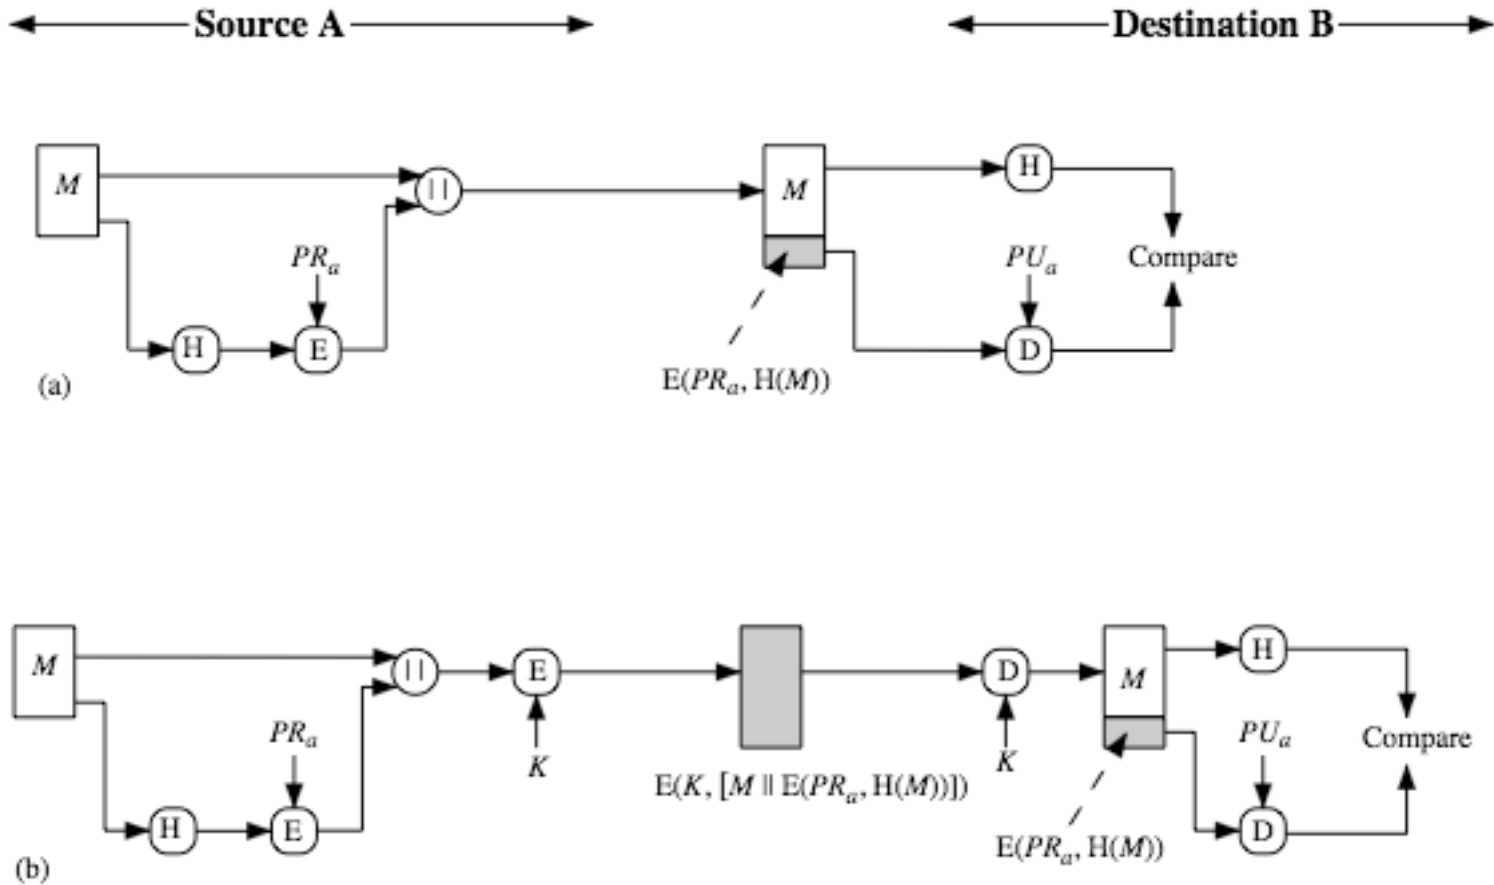 Source A
Destination B
M
||
M
H
PRa
PUa
Compare
H
E
D
E(PRa, H(M))
(a)
M
||
E
D
M
H
PRa
PUa
Compare
K
K
E(K, [M || E(PRa, H(M))])
H
E
D
E(PRa, H(M))
(b)